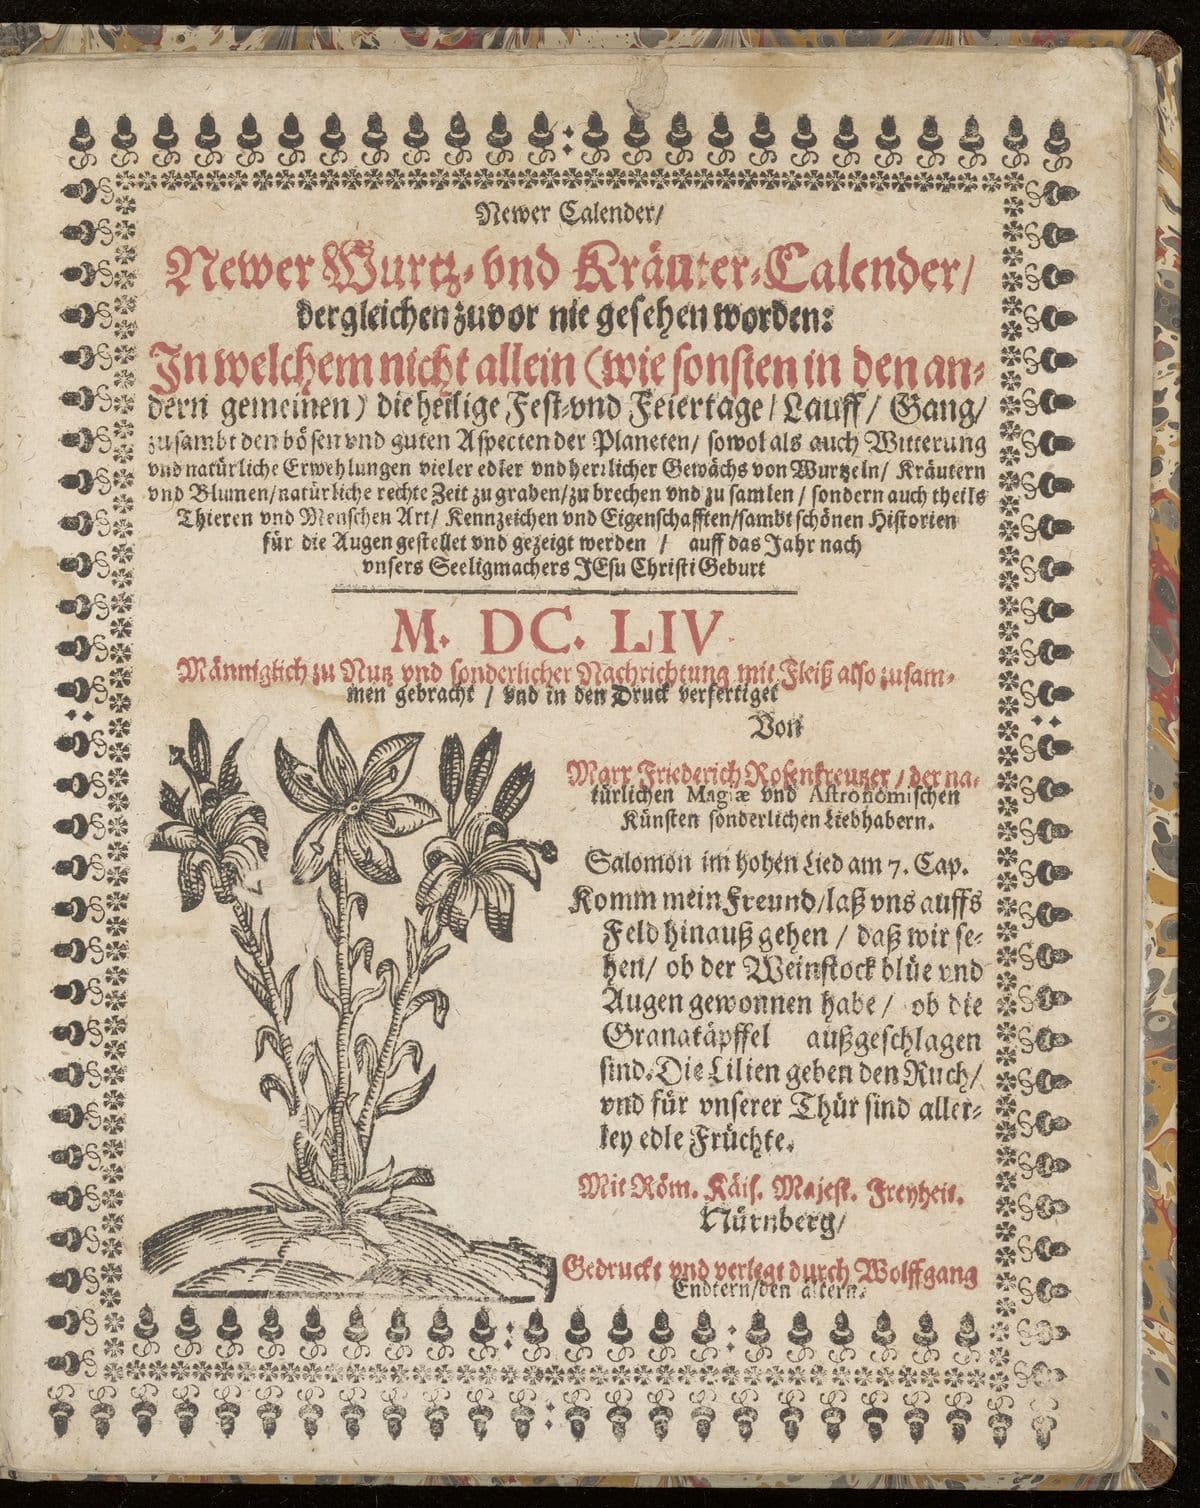 Newer Calender/
Newer Wurtz- vnd Kräuter-Calender/
dergleichen zuvor nie gesehen worden:
In welchem nicht allein (wie sonsten in den an-
dern gemeinen) die heilige Fest- vnd Feiertage/ Lauff/ Gang/
zusambt den bösen vnd guten Aspecten der Planeten/ sowol als auch Witterung
vnd natürliche Erwehlungen vieler edler vnd herrlicher Gewächs von Wurtzeln/ Kräutern
vnd Blumen/ natürliche rechte Zeit zu graben/ zu brechen vnd zu samlen/ sondern auch theils
Thieren vnd Menschen Art/ Kennzeichen vnd Eigenschafften/ sambt schönen Historien
für die Augen gestellet vnd gezeigt werden/ auff das Jahr nach
vnsers Seeligmachers JEsu Christi Geburt
M. DC. LIV.
Männiglich zu Nutz vnd sonderlicher Nachrichtung mit Fleiß also zusam-
men gebracht/ vnd in den Druck verfertiget
Von
Marx Friederich Rosenkreutzer/ der na-
türlichen Magiæ vnd Astronomischen
Künsten sonderlichen Liebhabern.
Salomon im hohen Lied am 7. Cap.
Komm mein Freund/ laß vns auffs
Feld hinauß gehen/ daß wir se-
hen/ ob der Weinstock blüe vnd
Augen gewonnen habe/ ob die
Granatäpffel außgeschlagen
sind. Die Lilien geben den Ruch/
vnd für vnserer Thür sind aller-
ley edle Früchte.
Mit Röm. Käis. Majest. Freyheit.
Nürnberg/
Gedruckt vnd verlegt durch Wolffgang
Endtern/ den ältern.